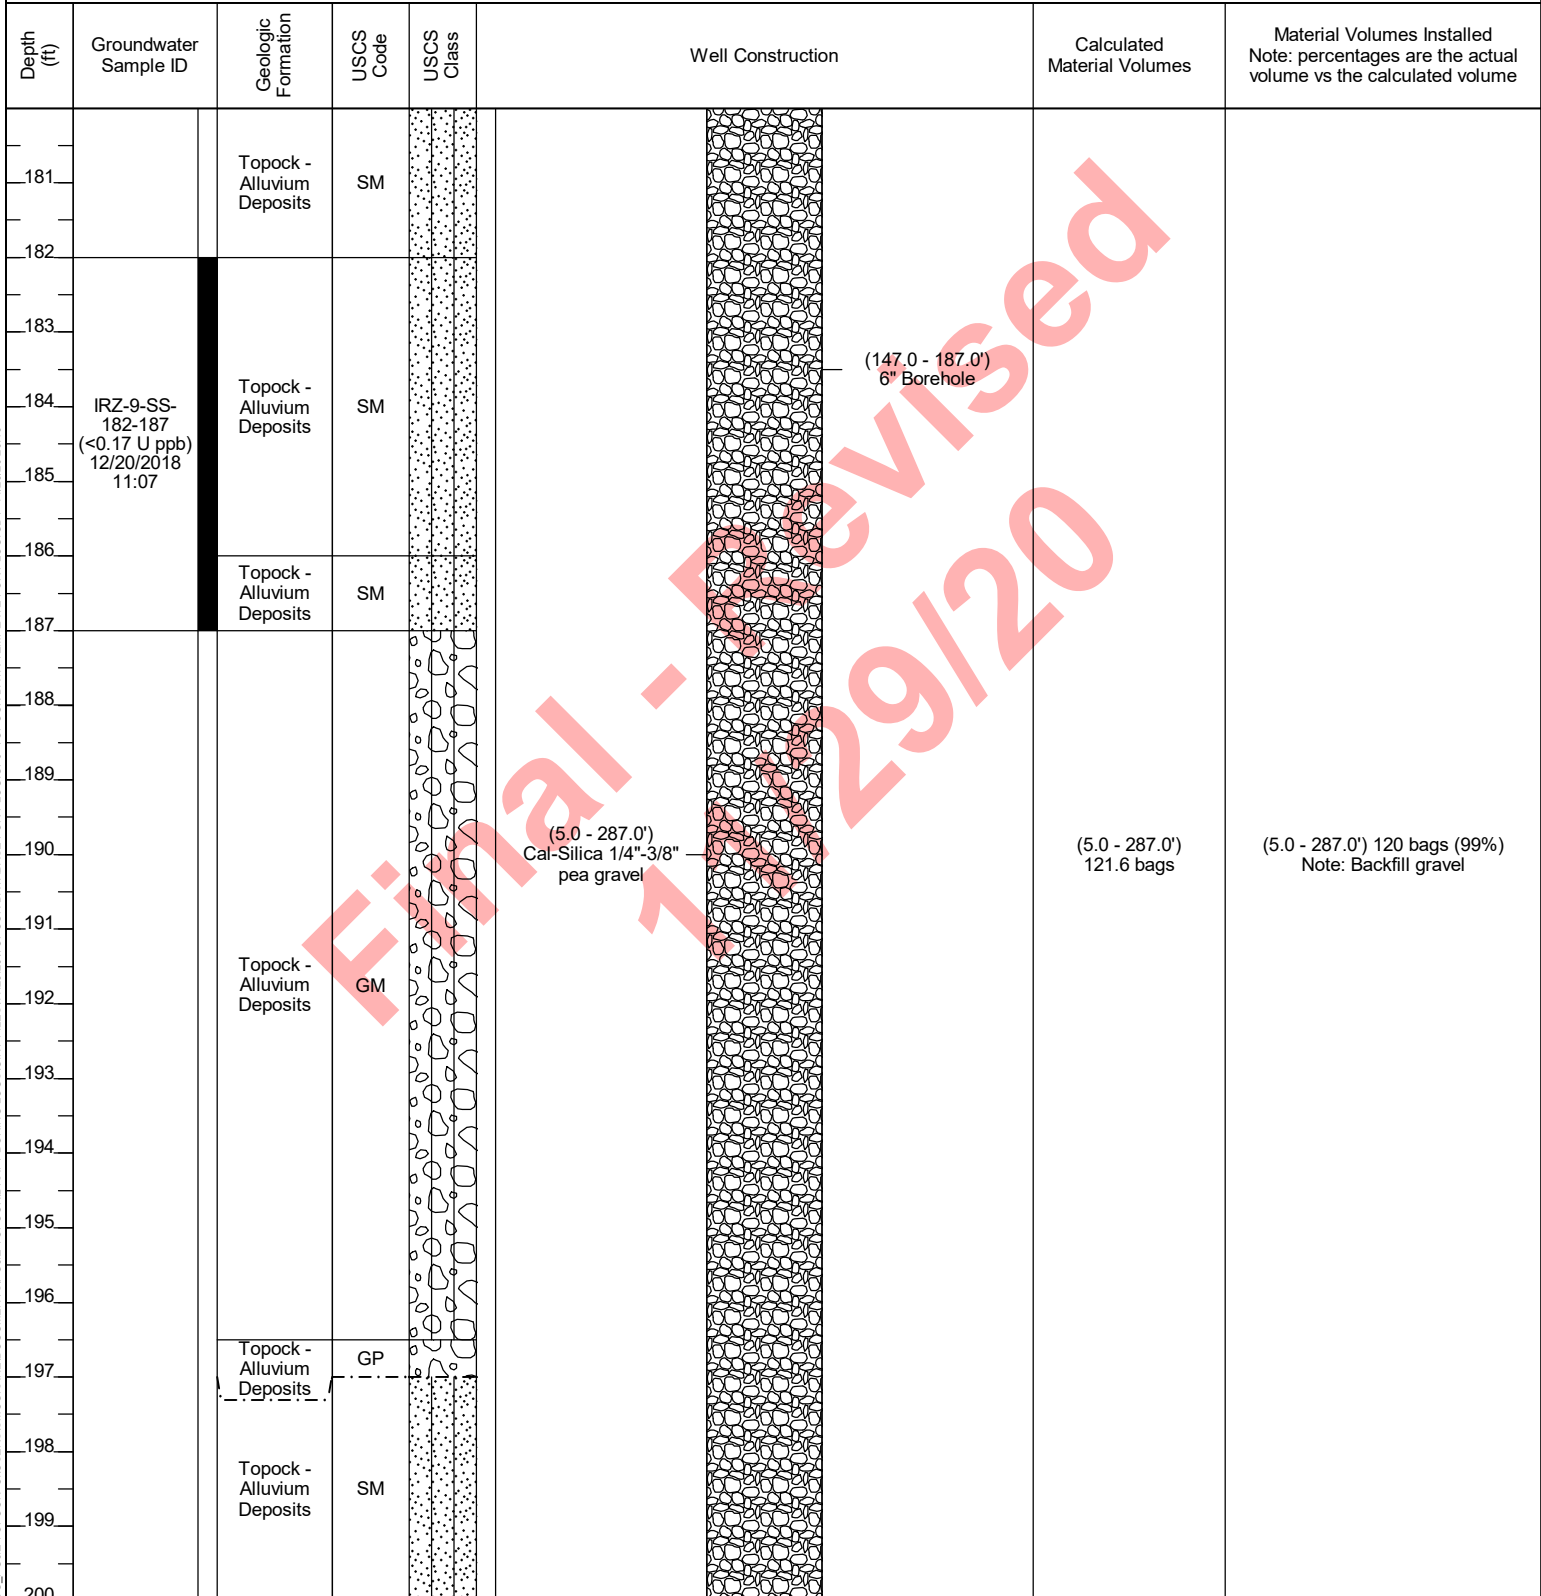 Depth
(ft)
Groundwater
Sample ID
Geologic
Formation
USCS
Code
USCS
Class
Well Construction
Calculated
Material Volumes
Material Volumes Installed
Note: percentages are the actual
volume vs the calculated volume
181
182
183
184
185
186
187
188
189
190
191
192
193
194
195
196
197
198
199
200
IRZ-9-SS-
182-187
(<0.17 U ppb)
12/20/2018
11:07
Topock -
Alluvium
Deposits
SM
Topock -
Alluvium
Deposits
SM
Topock -
Alluvium
Deposits
SM
Topock -
Alluvium
Deposits
GM
Topock -
Alluvium
Deposits
GP
Topock -
Alluvium
Deposits
SM
(147.0 - 187.0')
6" Borehole
(5.0 - 287.0')
Cal-Silica 1/4"-3/8"
pea gravel
(5.0 - 287.0')
121.6 bags
(5.0 - 287.0') 120 bags (99%)
Note: Backfill gravel
Final - Revised
11/29/20